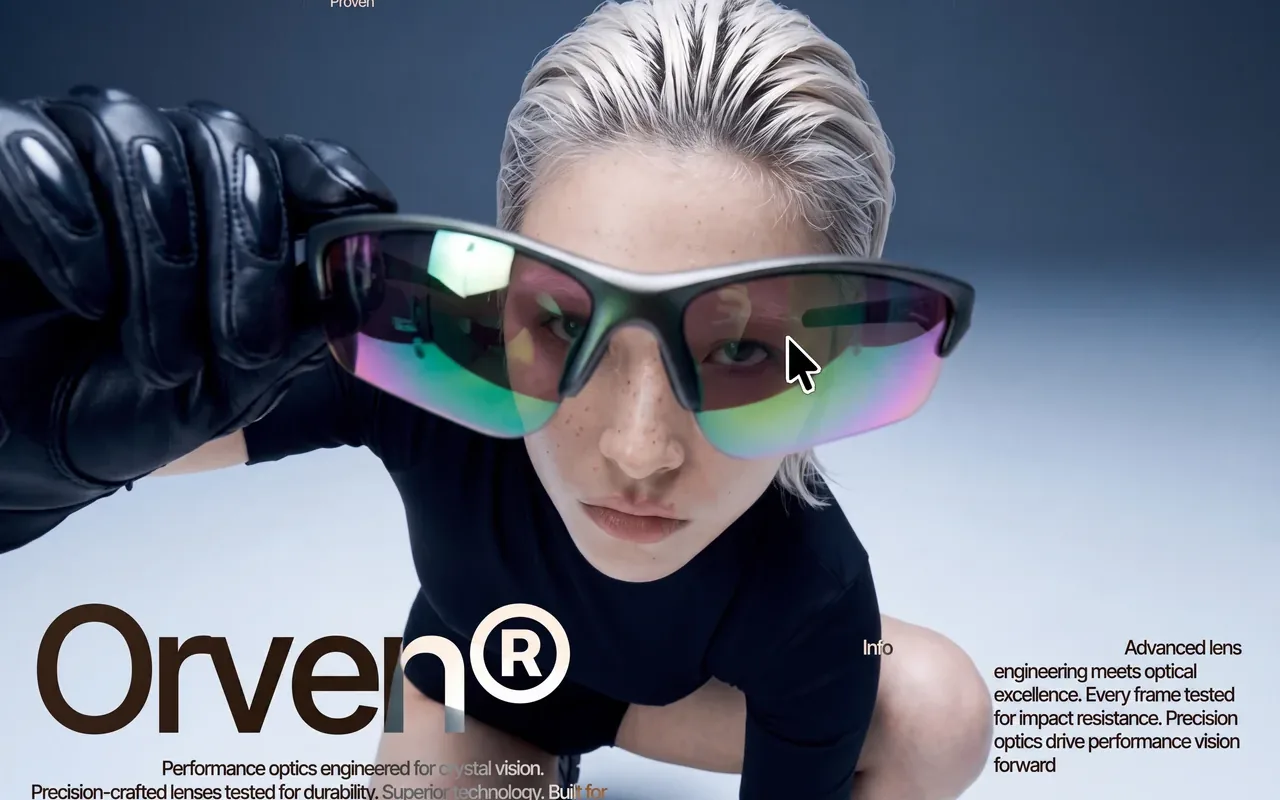 Proven
Orven®
Info
Advanced lens
engineering meets optical
excellence. Every frame tested
for impact resistance. Precision
optics drive performance vision
forward
Performance optics engineered for crystal vision.
Precision-crafted lenses tested for durability. Superior technology. Built for